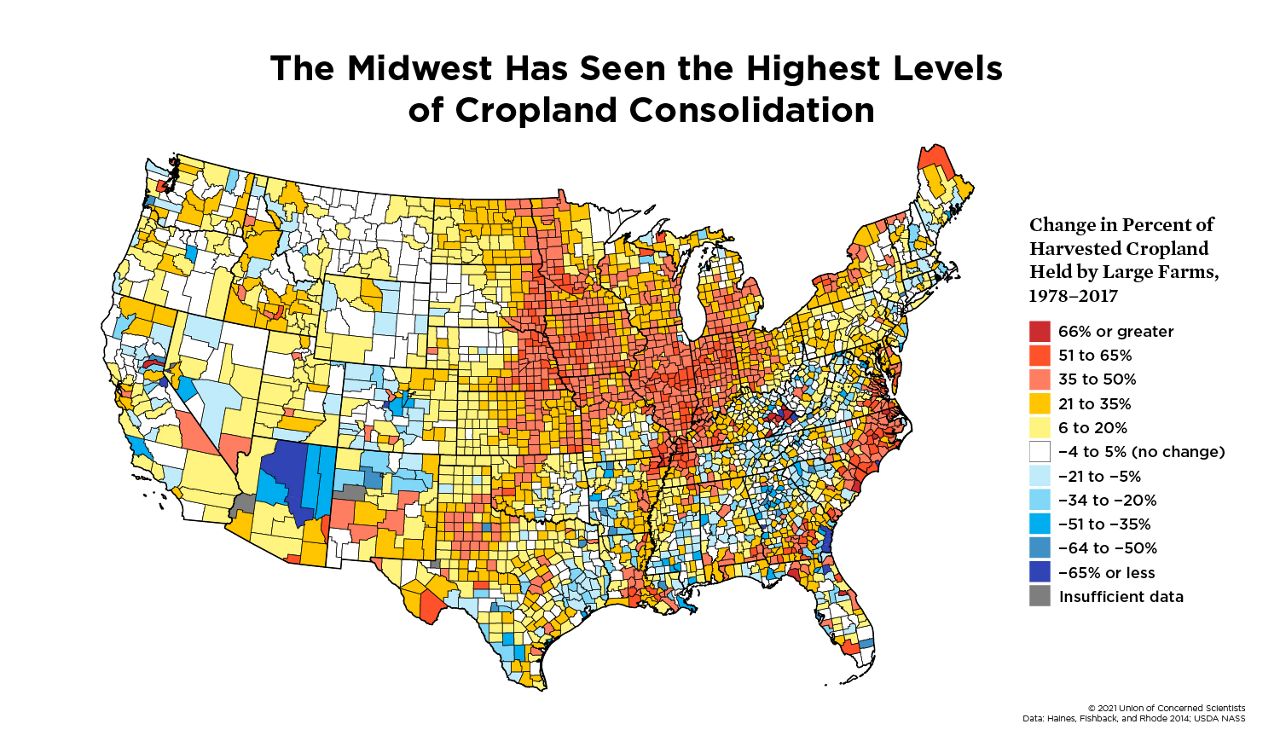 The Midwest Has Seen the Highest Levels
of Cropland Consolidation
Change in Percent of
Harvested Cropland
Held by Large Farms,
1978–2017
66% or greater
51 to 65%
35 to 50%
21 to 35%
6 to 20%
−4 to 5% (no change)
−21 to −5%
−34 to −20%
−51 to −35%
−64 to −50%
−65% or less
Insufficient data
© 2021 Union of Concerned Scientists
Data: Haines, Fishback, and Rhode 2014; USDA NASS